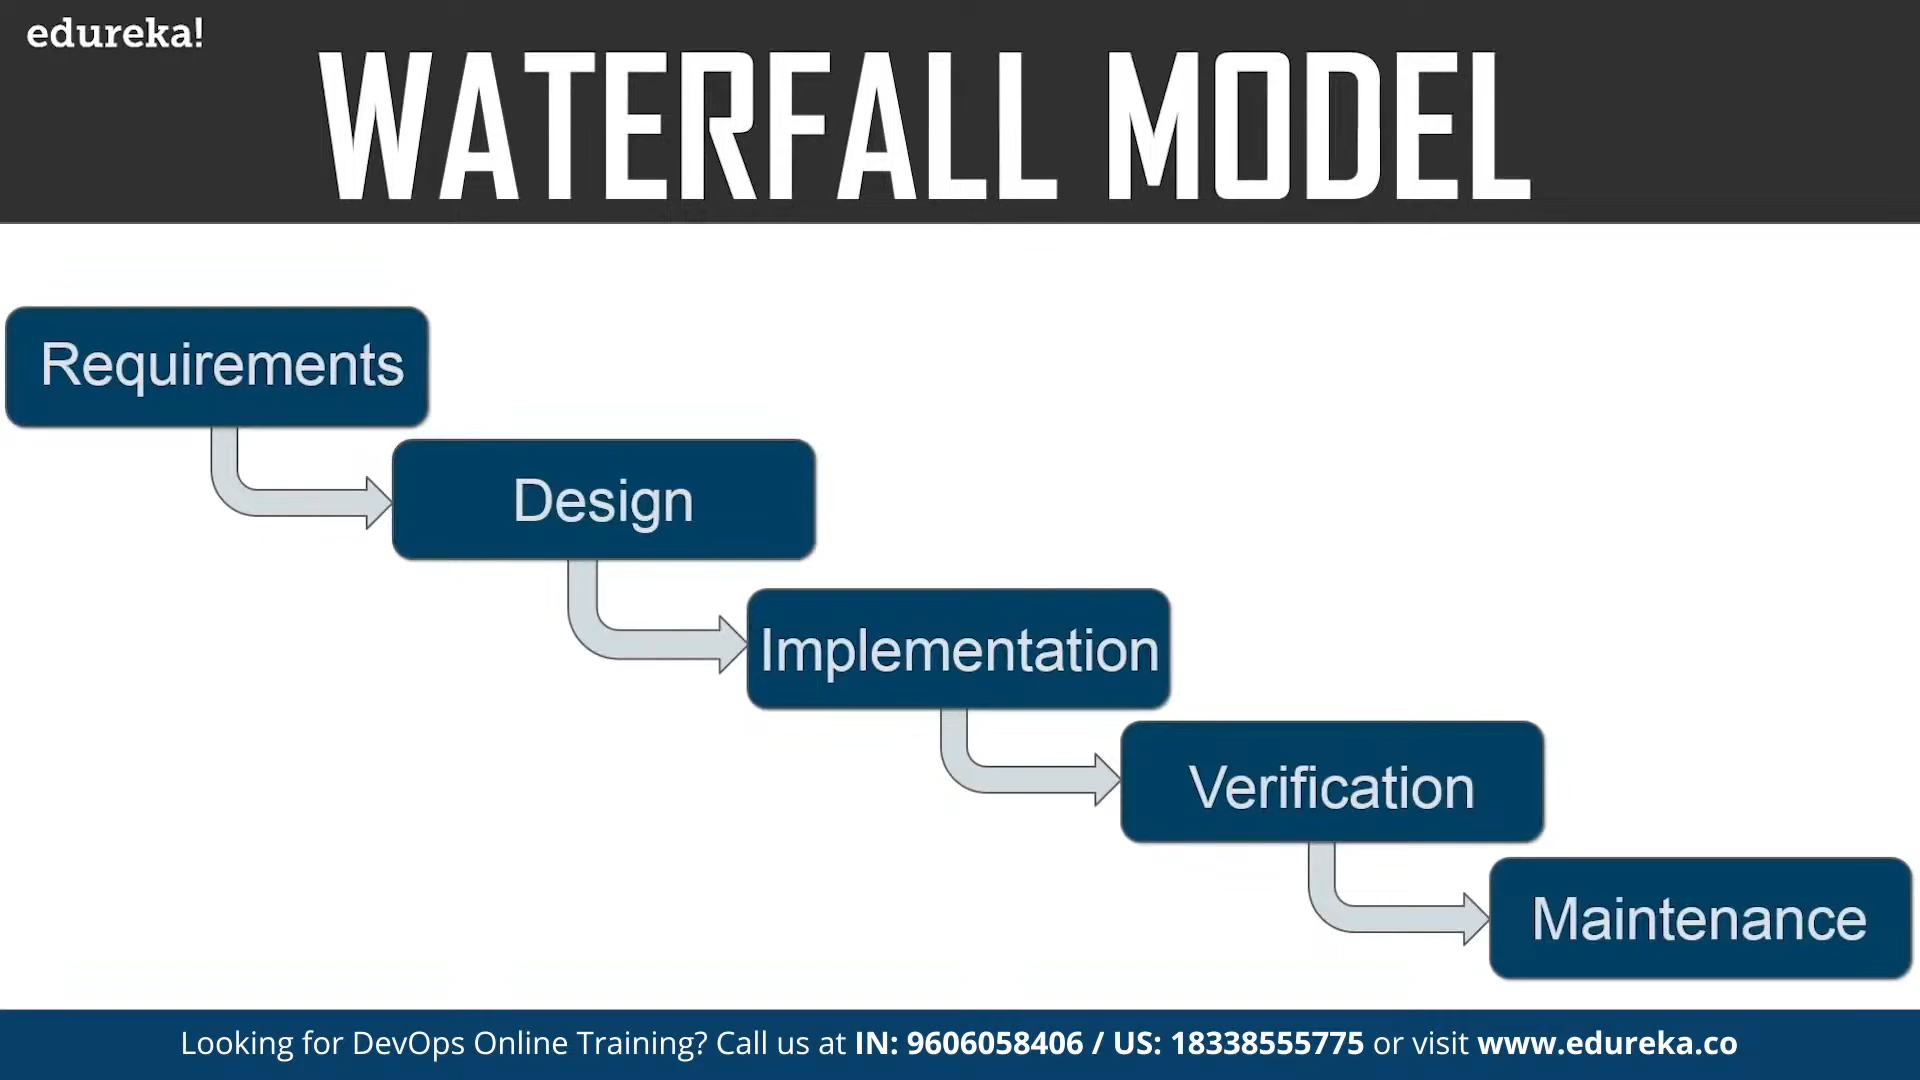 edureka!
WATERFALL MODEL
Requirements
Design
Implementation
Verification
Maintenance
Looking for DevOps Online Training? Call us at IN: 9606058406 / US: 18338555775 or visit www.edureka.co